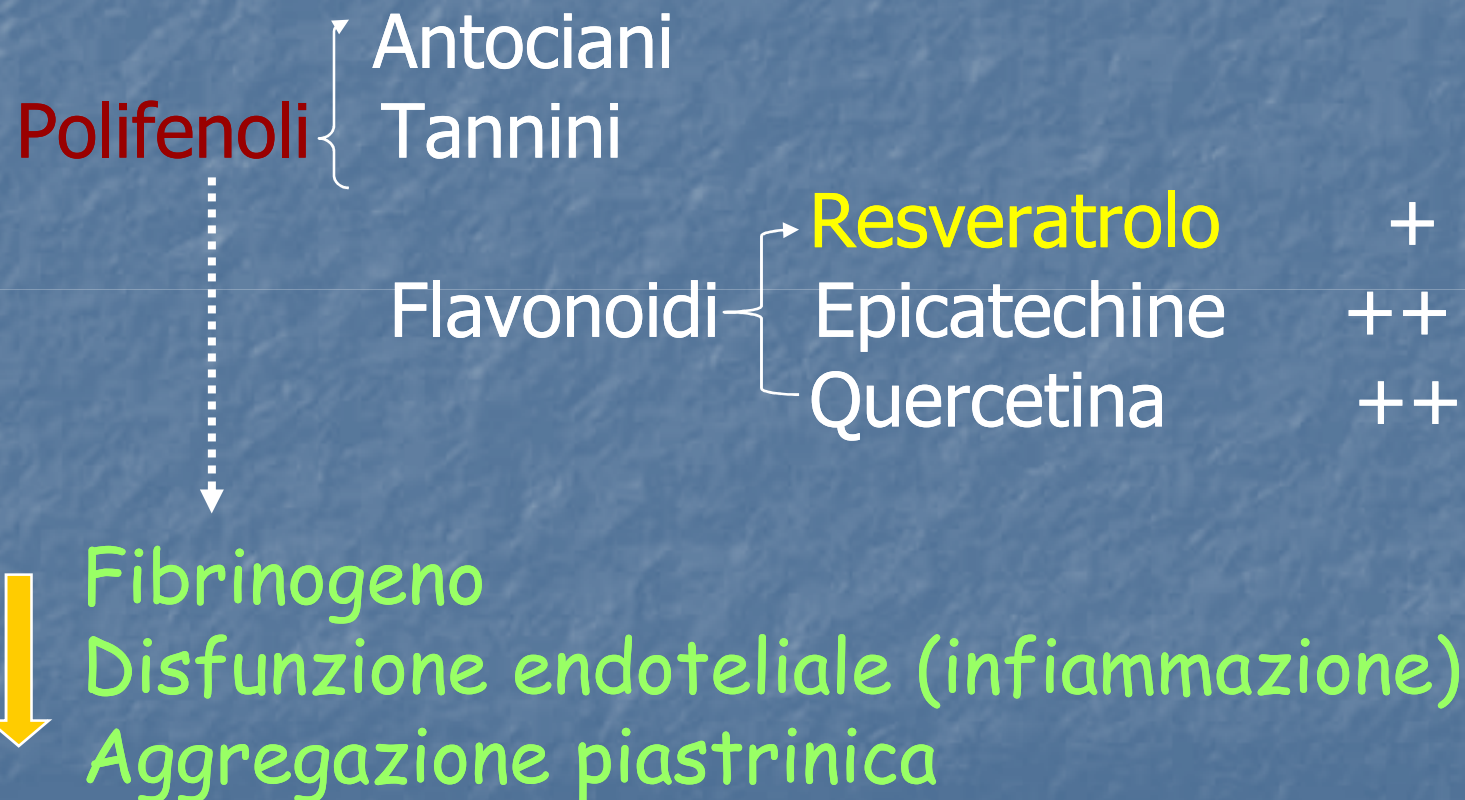 Antociani
Polifenoli Tannini
Resveratrolo +
Flavonoidi Epicatechine ++
Quercetina ++
Fibrinogeno
Disfunzione endoteliale (infiammazione)
Aggregazione piastrinica